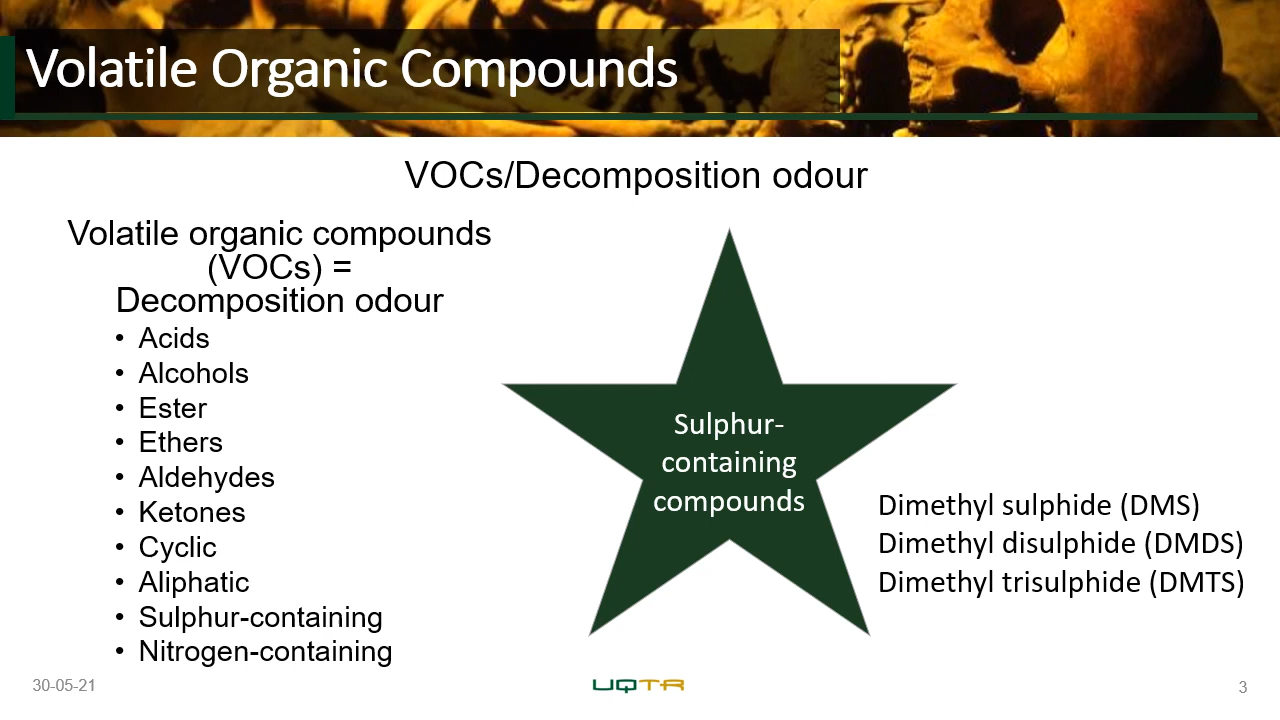 Volatile Organic Compounds
VOCs/Decomposition odour
Volatile organic compounds
(VOCs) =
Decomposition odour
• Acids
• Alcohols
• Ester
• Ethers
• Aldehydes
• Ketones
• Cyclic
• Aliphatic
• Sulphur-containing
• Nitrogen-containing
Sulphur-
containing
compounds
Dimethyl sulphide (DMS)
Dimethyl disulphide (DMDS)
Dimethyl trisulphide (DMTS)
30-05-21
UQTR
3